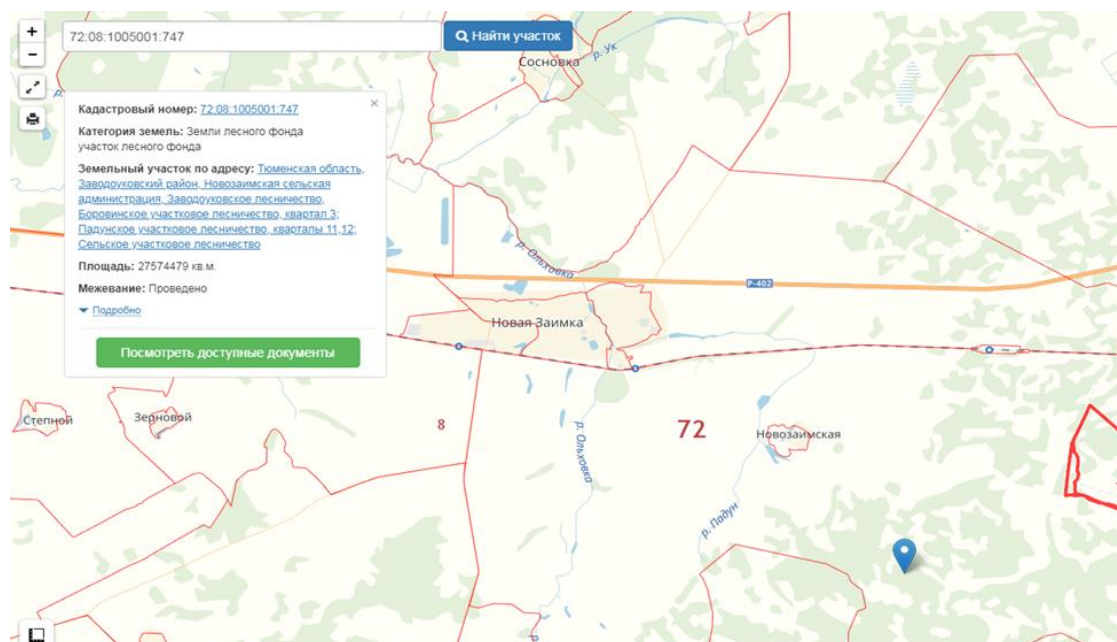 +
72:08:1005001:747
Найти участок
−
Сосновка
р. Ук
Кадастровый номер: 72:08:1005001:747
×
Категория земель: Земли лесного фонда
участок лесного фонда
Земельный участок по адресу: Тюменская область,
Заводоуковский район, Новозаимская сельская
администрация, Заводоуковское лесничество,
Боровинское участковое лесничество, квартал 3;
Падунское участковое лесничество, кварталы 11,12;
Сельское участковое лесничество
Площадь: 27574479 кв.м.
Межевание: Проведено
Подробно
Посмотреть доступные документы
р. Ольховка
Р-402
Новая Заимка
Степной
Зерновой
8
72
Новозаимская
р. Ольховка
р. Падун